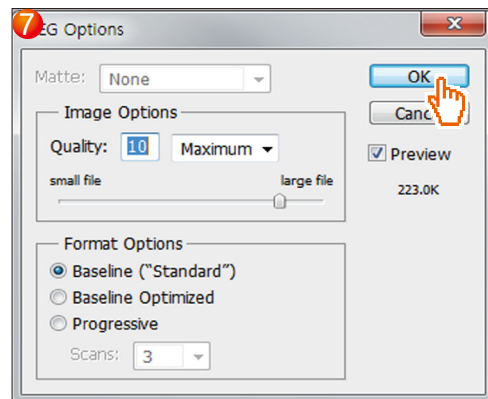 7
EG Options
Matte: None
OK
Image Options
Canc
Quality: 10 Maximum
Preview
small file large file
223.0K
Format Options
Baseline (“Standard”)
Baseline Optimized
Progressive
Scans: 3